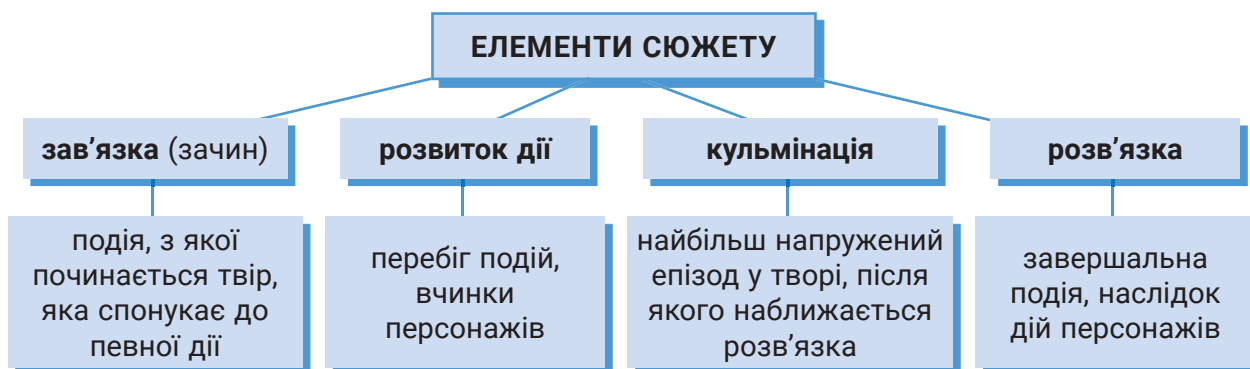 ЕЛЕМЕНТИ СЮЖЕТУ
зав’язка (зачин)
подія, з якої
починається твір,
яка спонукає до
певної дії
розвиток дії
перебіг подій,
вчинки
персонажів
кульмінація
найбільш напружений
епізод у творі, після
якого наближається
розв’язка
розв’язка
завершальна
подія, наслідок
дій персонажів